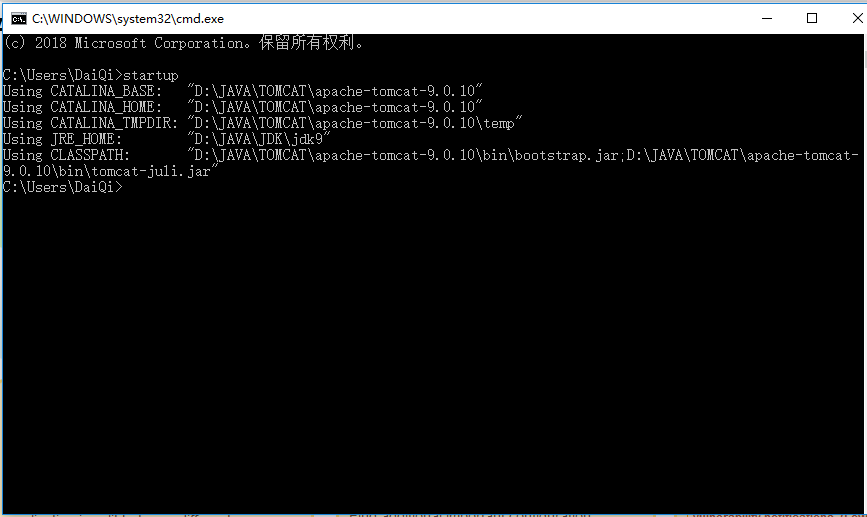 C:\WINDOWS\system32\cmd.exe
(c) 2018 Microsoft Corporation。保留所有权利。
C:\Users\DaiQi>startup
Using CATALINA_BASE:   "D:\JAVA\TOMCAT\apache-tomcat-9.0.10"
Using CATALINA_HOME:   "D:\JAVA\TOMCAT\apache-tomcat-9.0.10"
Using CATALINA_TMPDIR: "D:\JAVA\TOMCAT\apache-tomcat-9.0.10\temp"
Using JRE_HOME:        "D:\JAVA\JDK\jdk9"
Using CLASSPATH:       "D:\JAVA\TOMCAT\apache-tomcat-9.0.10\bin\bootstrap.jar;D:\JAVA\TOMCAT\apache-tomcat-
9.0.10\bin\tomcat-juli.jar"
C:\Users\DaiQi>